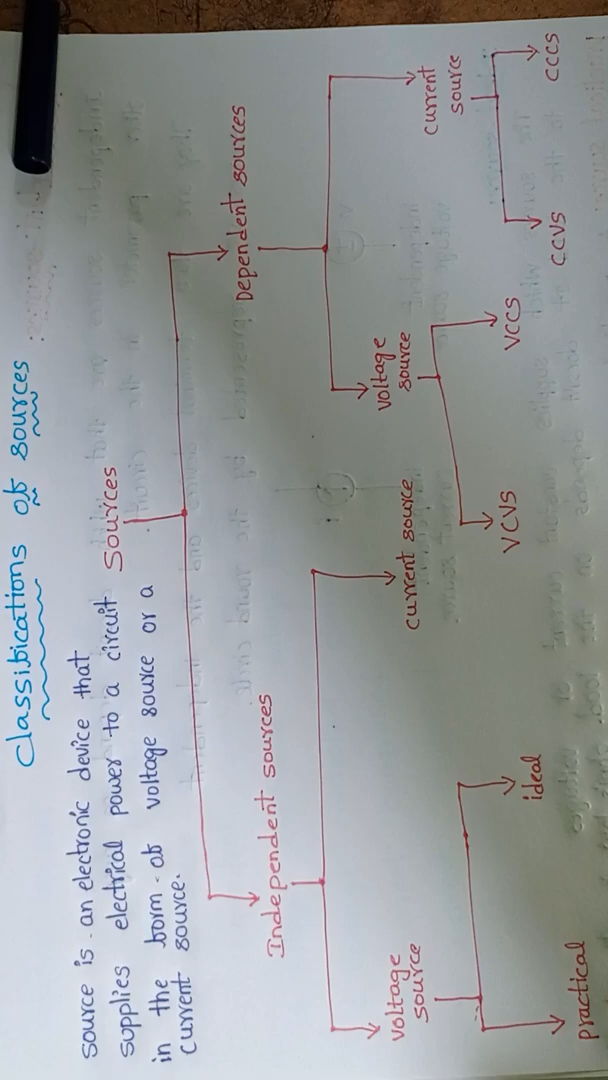 classifications of sources
source is an electronic device that
supplies electrical power to a circuit
in the form of voltage source or a
current source.
Sources
Independent sources
Dependent sources
voltage source
current source
voltage source
current source
practical
ideal
VCVS
VCCS
CCVS
CCCS